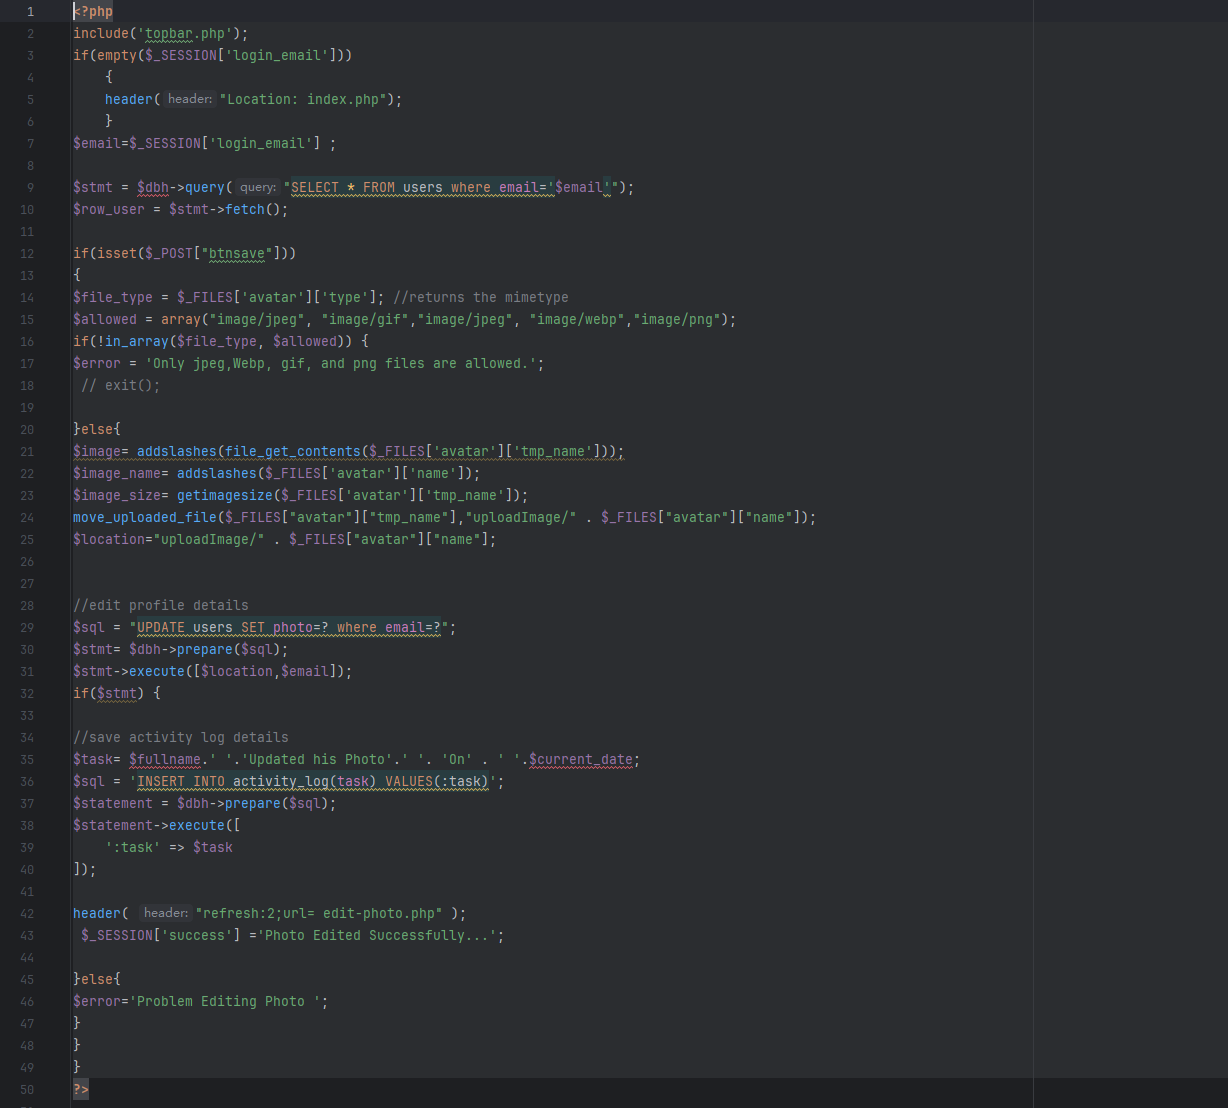 1 <?php
2 include('topbar.php');
3 if(empty($_SESSION['login_email']))
4     {
5     header( header: "Location: index.php");
6     }
7 $email=$_SESSION['login_email'] ;
8
9 $stmt = $dbh->query( query: "SELECT * FROM users where email='$email'");
10 $row_user = $stmt->fetch();
11
12 if(isset($_POST["btnsave"]))
13 {
14 $file_type = $_FILES['avatar']['type']; //returns the mimetype
15 $allowed = array("image/jpeg", "image/gif","image/jpeg", "image/webp","image/png");
16 if(!in_array($file_type, $allowed)) {
17 $error = 'Only jpeg,Webp, gif, and png files are allowed.';
18  // exit();
19
20 }else{
21 $image= addslashes(file_get_contents($_FILES['avatar']['tmp_name']));
22 $image_name= addslashes($_FILES['avatar']['name']);
23 $image_size= getimagesize($_FILES['avatar']['tmp_name']);
24 move_uploaded_file($_FILES["avatar"]["tmp_name"],"uploadImage/" . $_FILES["avatar"]["name"]);
25 $location="uploadImage/" . $_FILES["avatar"]["name"];
26
27
28 //edit profile details
29 $sql = "UPDATE users SET photo=? where email=?";
30 $stmt= $dbh->prepare($sql);
31 $stmt->execute([$location,$email]);
32 if($stmt) {
33
34 //save activity log details
35 $task= $fullname.' '.'Updated his Photo'.' '. 'On' . ' '.$current_date;
36 $sql = 'INSERT INTO activity_log(task) VALUES(:task)';
37 $statement = $dbh->prepare($sql);
38 $statement->execute([
39     ':task' => $task
40 ]);
41
42 header( header: "refresh:2;url= edit-photo.php" );
43  $_SESSION['success'] ='Photo Edited Successfully...';
44
45 }else{
46 $error='Problem Editing Photo ';
47 }
48 }
49 }
50 ?>